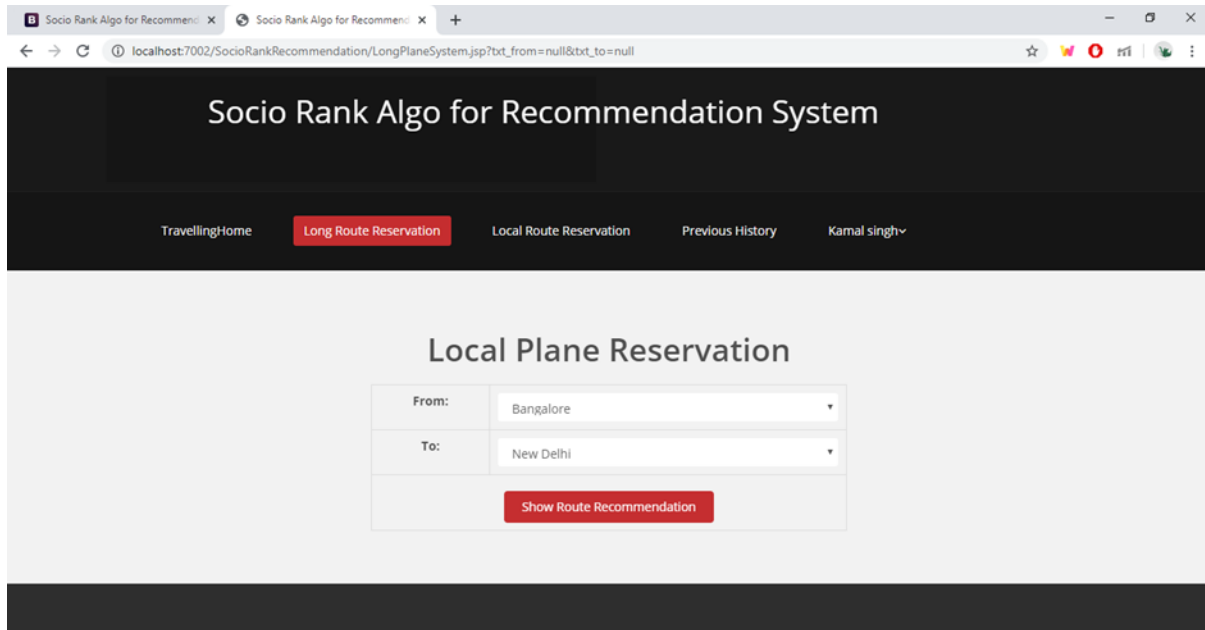 Socio Rank Algo for Recommend Socio Rank Algo for Recommend
localhost:7002/SocioRankRecommendation/LongPlaneSystem.jsp?txt_from=null&txt_to=null
Socio Rank Algo for Recommendation System
TravellingHome Long Route Reservation Local Route Reservation Previous History Kamal singh
Local Plane Reservation
From: Bangalore
To: New Delhi
Show Route Recommendation